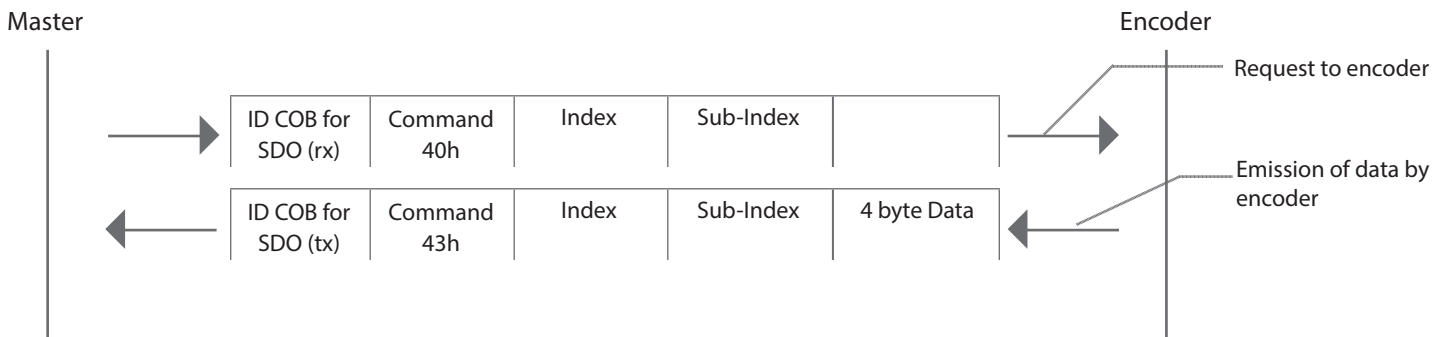 Master
Encoder
Request to encoder
ID COB for
SDO (rx)
Command
40h
Index
Sub-Index
Emission of data by
encoder
ID COB for
SDO (tx)
Command
43h
Index
Sub-Index
4 byte Data